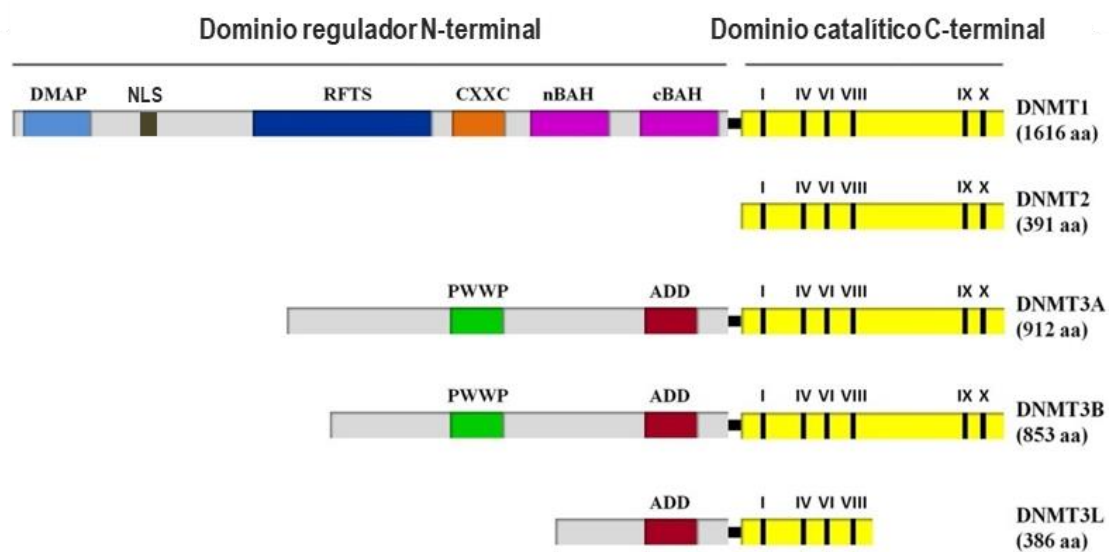 Dominio regulador N-terminal Dominio catalítico C-terminal
DMAP NLS RFTS CXXC nBAH cBAH I IV VI VIII IX X
DNMT1
(1616 aa)
I IV VI VIII IX X
DNMT2
(391 aa)
PWWP ADD I IV VI VIII IX X
DNMT3A
(912 aa)
PWWP ADD I IV VI VIII IX X
DNMT3B
(853 aa)
ADD I IV VI VIII
DNMT3L
(386 aa)